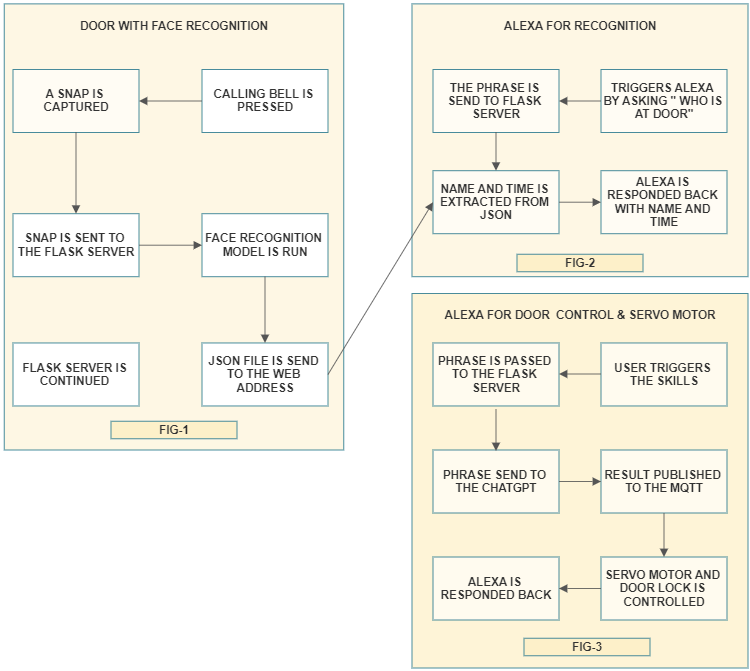 DOOR WITH FACE RECOGNITION
A SNAP IS
CAPTURED
CALLING BELL IS
PRESSED
SNAP IS SENT TO
THE FLASK SERVER
FACE RECOGNITION
MODEL IS RUN
FLASK SERVER IS
CONTINUED
JSON FILE IS SEND
TO THE WEB
ADDRESS
FIG-1
ALEXA FOR RECOGNITION
THE PHRASE IS
SEND TO FLASK
SERVER
TRIGGERS ALEXA
BY ASKING " WHO IS
AT DOOR"
NAME AND TIME IS
EXTRACTED FROM
JSON
ALEXA IS
RESPONDED BACK
WITH NAME AND
TIME
FIG-2
ALEXA FOR DOOR CONTROL & SERVO MOTOR
PHRASE IS PASSED
TO THE FLASK
SERVER
USER TRIGGERS
THE SKILLS
PHRASE SEND TO
THE CHATGPT
RESULT PUBLISHED
TO THE MQTT
ALEXA IS
RESPONDED BACK
SERVO MOTOR AND
DOOR LOCK IS
CONTROLLED
FIG-3